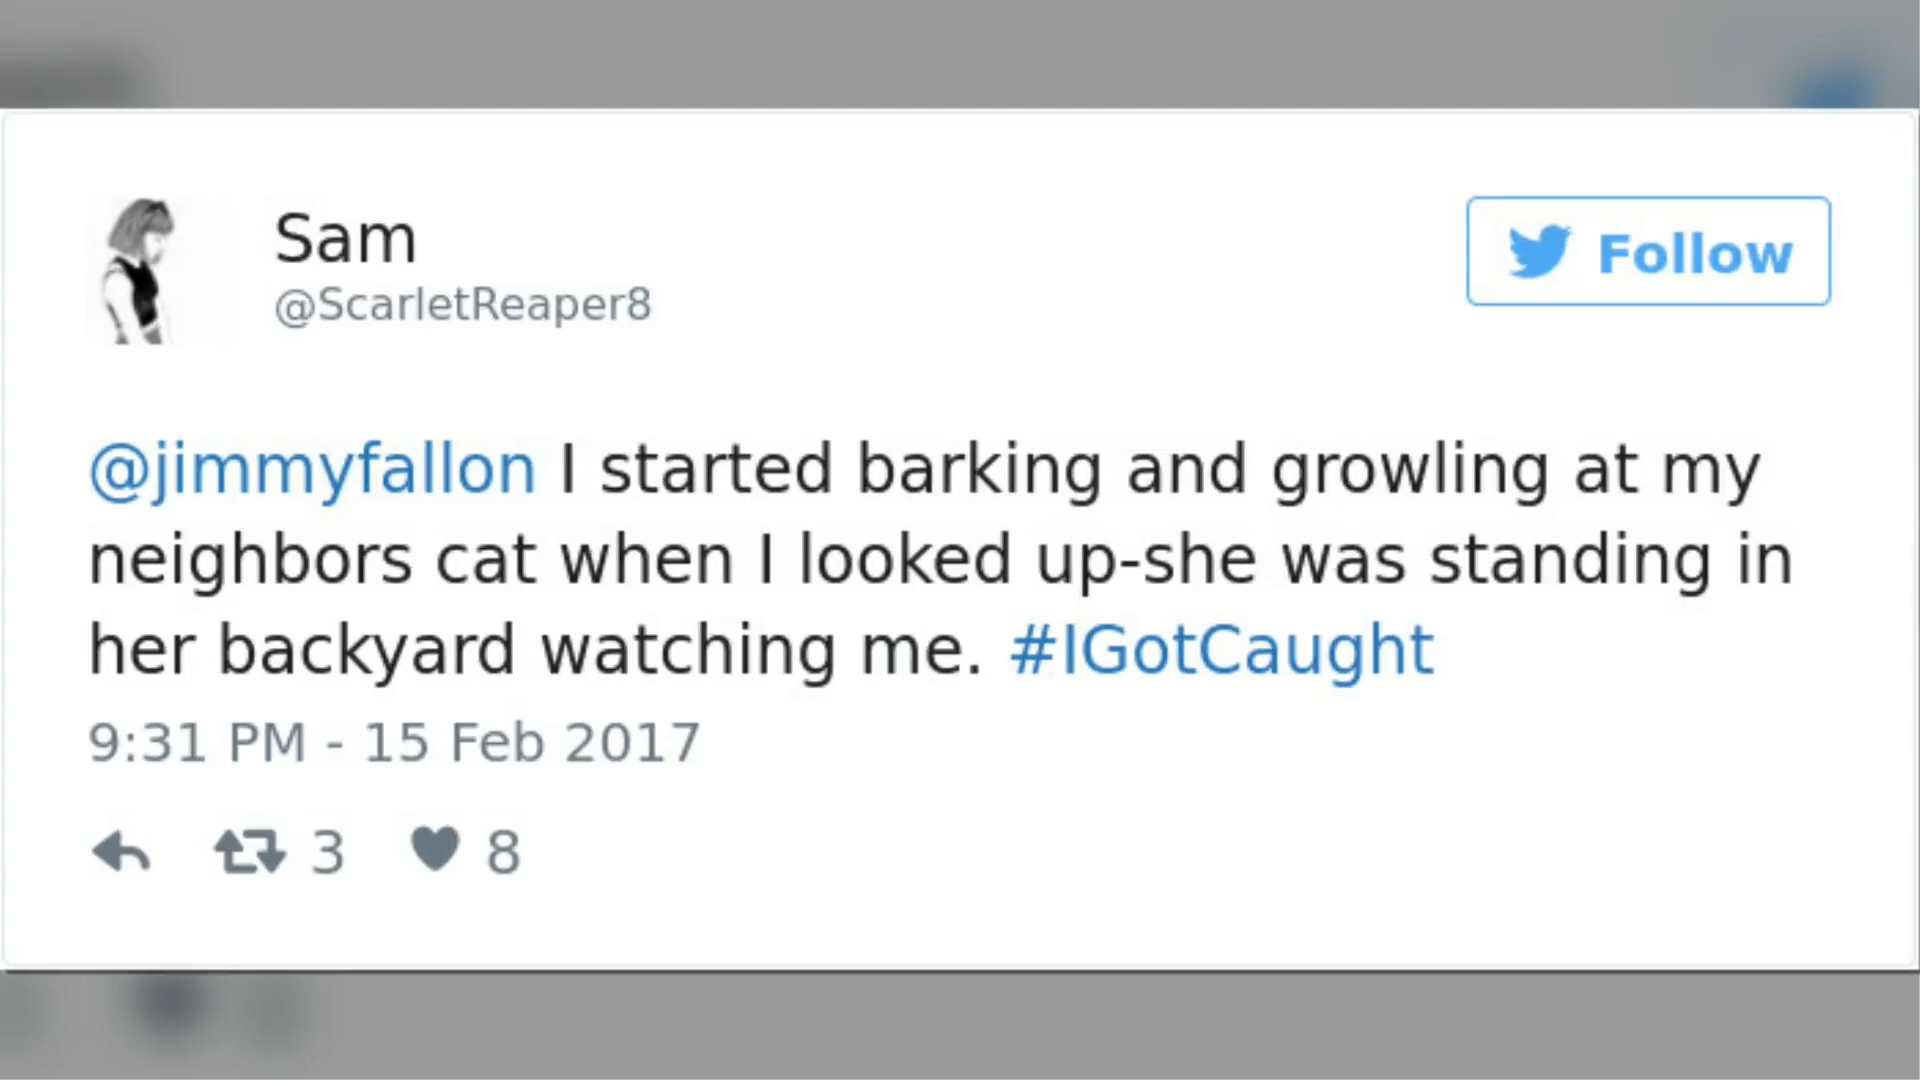 Sam
@ScarletReaper8
Follow
@jimmyfallon I started barking and growling at my
neighbors cat when I looked up-she was standing in
her backyard watching me. #IGotCaught
9:31 PM - 15 Feb 2017
3 8